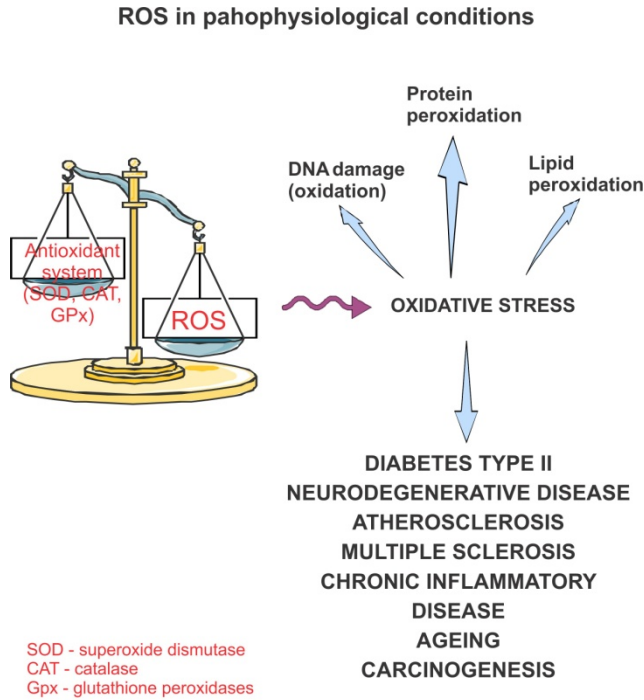 ROS in pahophysiological conditions
Protein
peroxidation
DNA damage
(oxidation)
Lipid
peroxidation
Antioxidant
system
(SOD, CAT,
GPx)
ROS
OXIDATIVE STRESS
DIABETES TYPE II
NEURODEGENERATIVE DISEASE
ATHEROSCLEROSIS
MULTIPLE SCLEROSIS
CHRONIC INFLAMMATORY
DISEASE
AGEING
CARCINOGENESIS
SOD - superoxide dismutase
CAT - catalase
Gpx - glutathione peroxidases